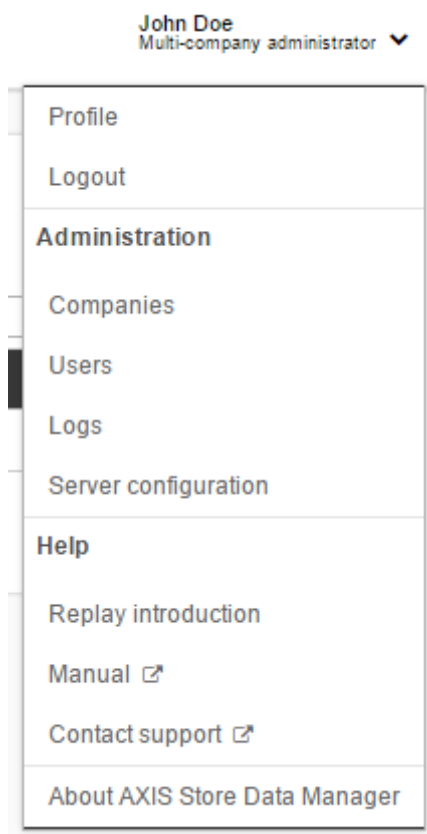 John Doe
Multi-company administrator
Profile
Logout
Administration
Companies
Users
Logs
Server configuration
Help
Replay introduction
Manual
Contact support
About AXIS Store Data Manager